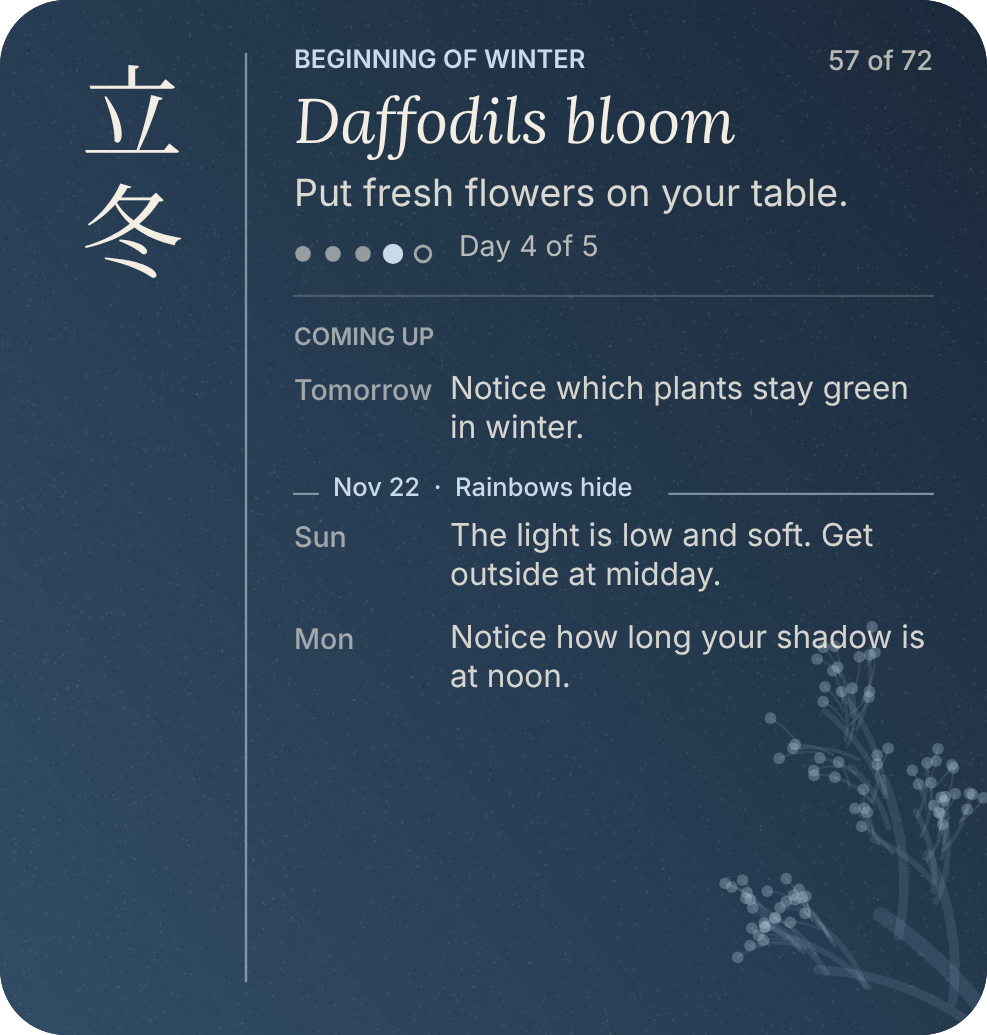 立
冬
BEGINNING OF WINTER
57 of 72
Daffodils bloom
Put fresh flowers on your table.
Day 4 of 5
COMING UP
Tomorrow Notice which plants stay green
in winter.
Nov 22 · Rainbows hide
Sun The light is low and soft. Get
outside at midday.
Mon Notice how long your shadow is
at noon.